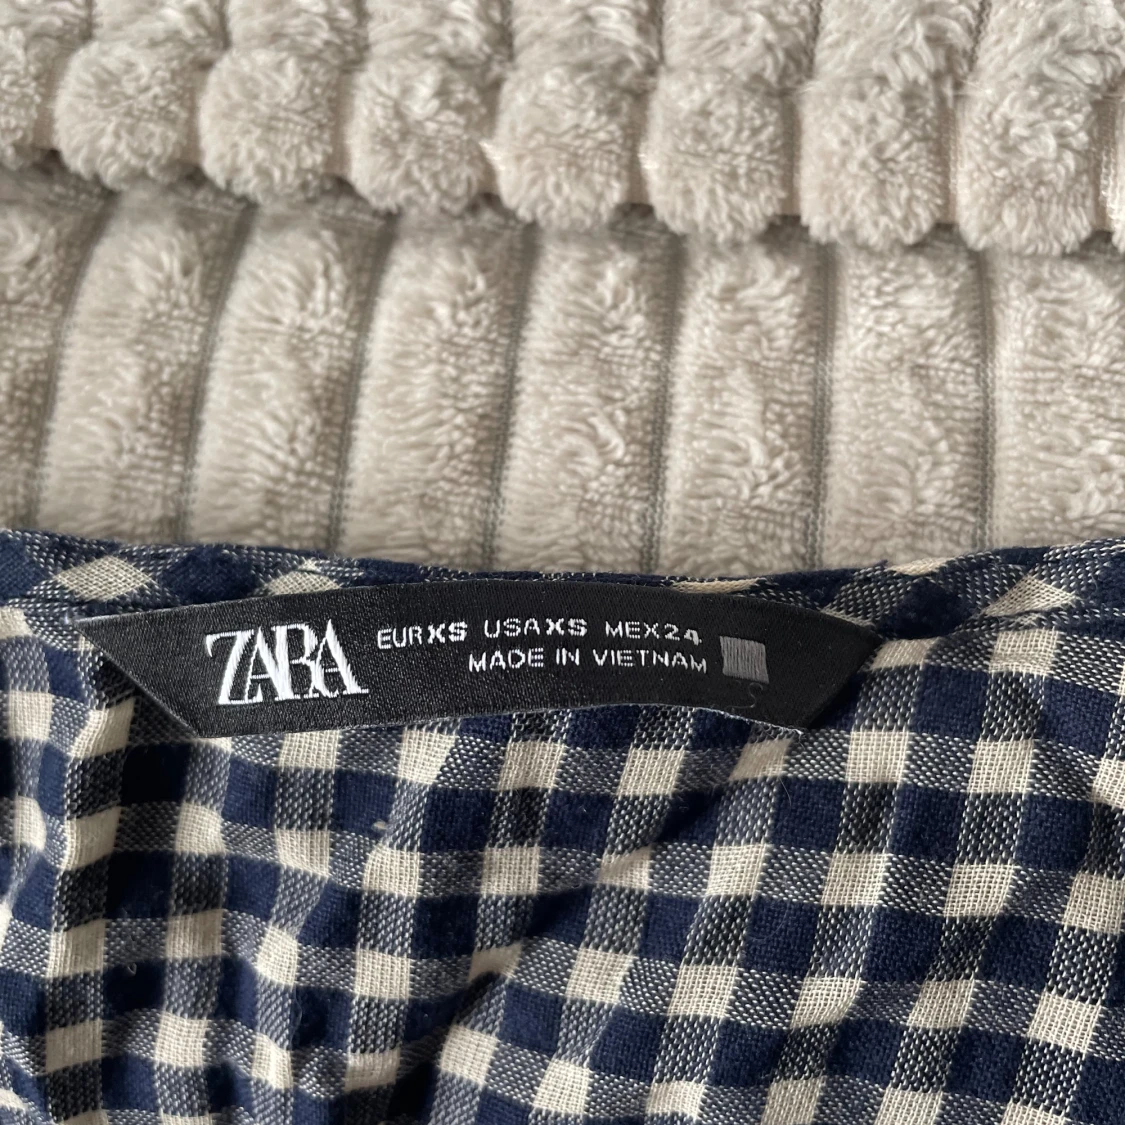 ZARA
EUR XS USA XS MEX 24
MADE IN VIETNAM